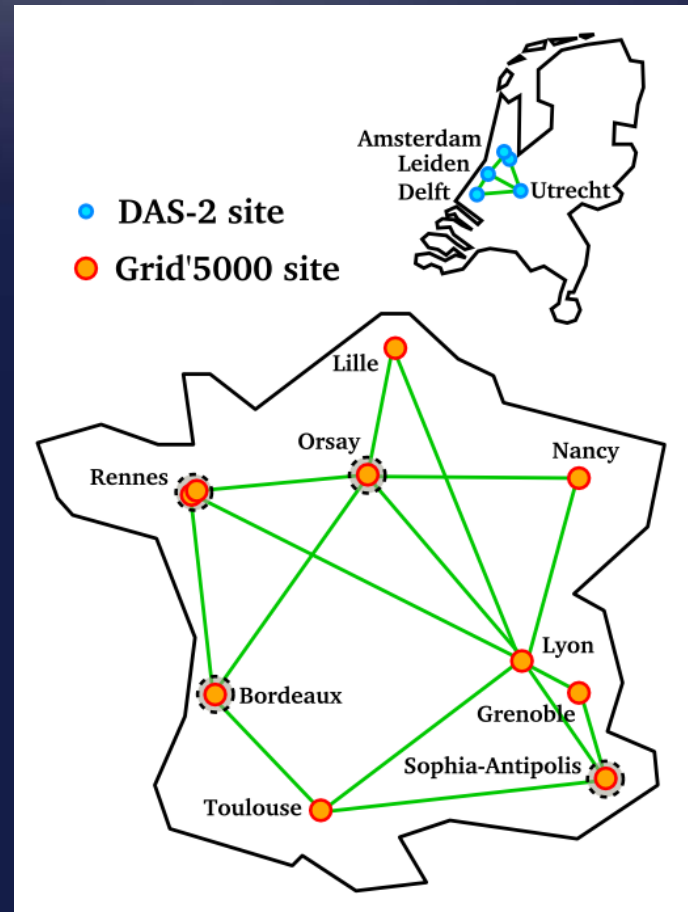 Amsterdam
Leiden
Delft
Utrecht
DAS-2 site
Grid'5000 site
Lille
Orsay
Nancy
Rennes
Lyon
Bordeaux
Grenoble
Sophia-Antipolis
Toulouse